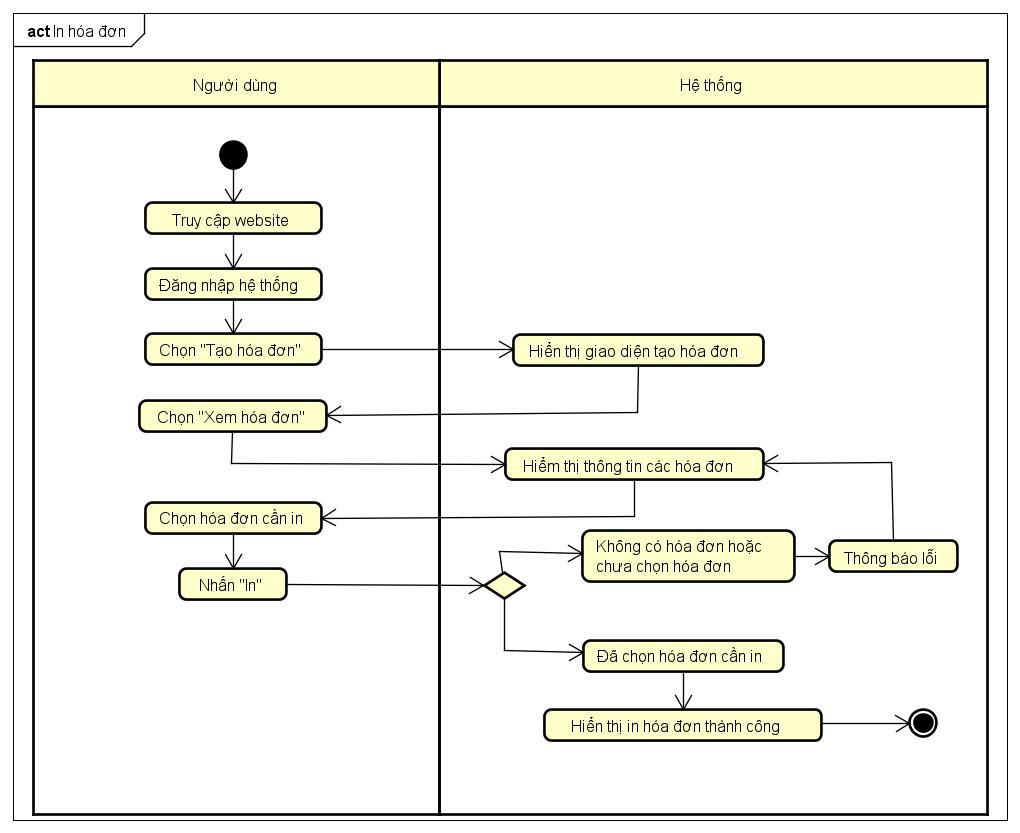 act In hóa đơn
Người dùng
Hệ thống
Truy cập website
Đăng nhập hệ thống
Chọn "Tạo hóa đơn"
Hiển thị giao diện tạo hóa đơn
Chọn "Xem hóa đơn"
Hiểm thị thông tin các hóa đơn
Chọn hóa đơn cần in
Không có hóa đơn hoặc
chưa chọn hóa đơn
Thông báo lỗi
Nhấn "In"
Đã chọn hóa đơn cần in
Hiển thị in hóa đơn thành công